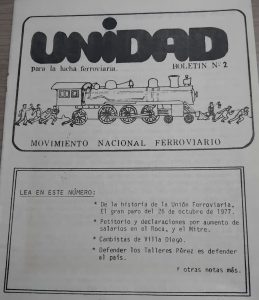 UNIDAD
para la lucha ferroviaria.
BOLETIN Nº 2
MOVIMIENTO NACIONAL FERROVIARIO
LEA EN ESTE NÚMERO:
* De la historia de la Unión Ferroviaria,
El gran paro del 26 de octubre de 1977.
* Petitorio y declaraciones por aumento de
salarios en el Roca, y el Mitre.
* Cambistas de Villa Diego.
* Defender los Talleres Pérez es defender
el país.
Y otras notas más.